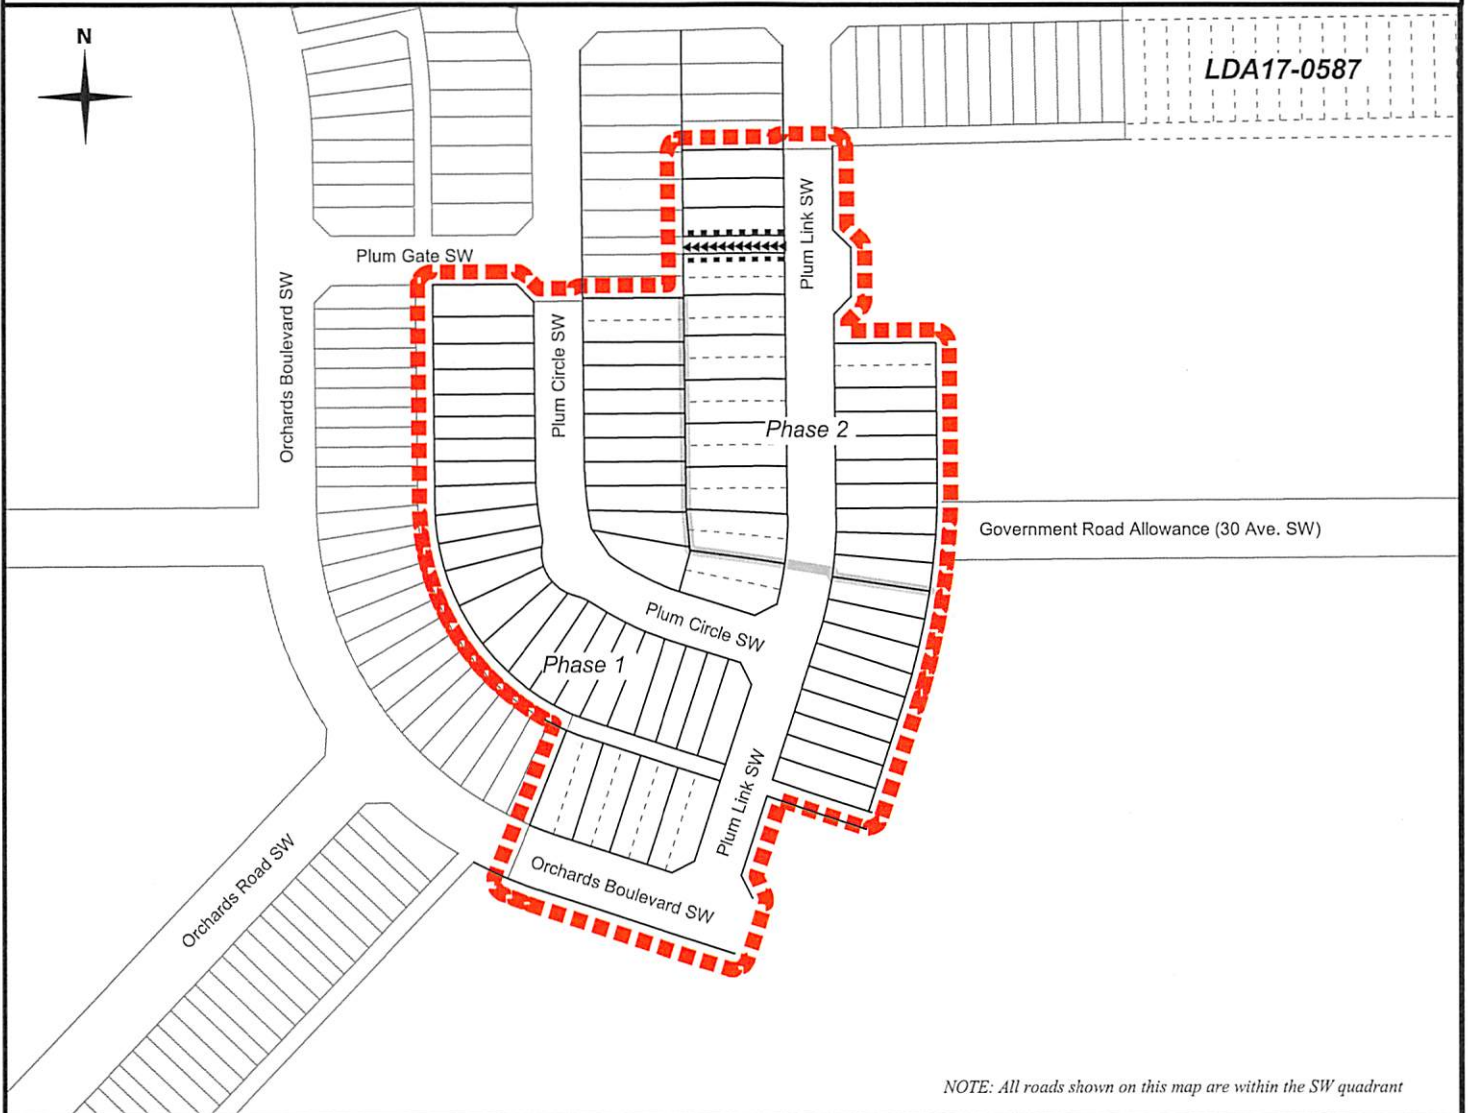 N
LDA17-0587
Plum Link SW
Plum Gate SW
Orchards Boulevard SW
Plum Circle SW
Phase 2
Government Road Allowance (30 Ave. SW)
Plum Circle SW
Phase 1
Plum Link SW
Orchards Road SW
Orchards Boulevard SW
NOTE: All roads shown on this map are within the SW quadrant